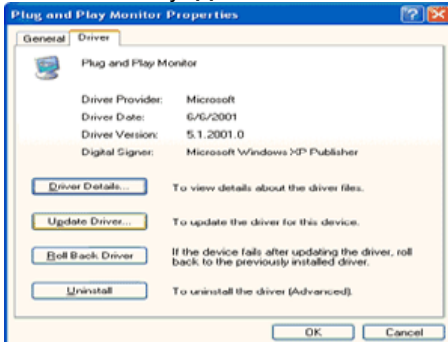 Plug and Play Monitor Properties
General Driver
Plug and Play Monitor
Driver Provider: Microsoft
Driver Date: 6/6/2001
Driver Version: 5.1.2001.0
Digital Signer: Microsoft Windows XP Publisher
Driver Details... To view details about the driver files.
Update Driver... To update the driver for this device.
Roll Back Driver If the device fails after updating the driver, roll
back to the previously installed driver.
Uninstall To uninstall the driver (Advanced).
OK Cancel